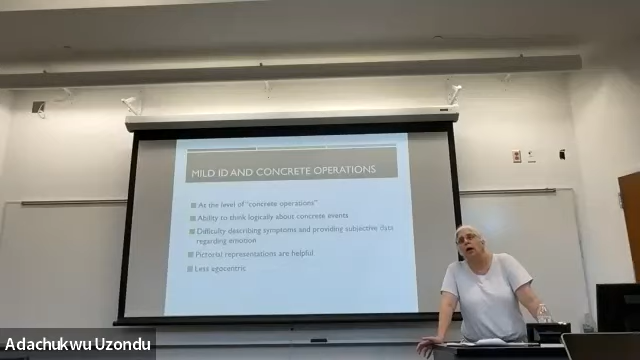 MILD ID AND CONCRETE OPERATIONS
At the level of "concrete operations"
Ability to think logically about concrete events
Difficulty describing symptoms and providing subjective data
regarding emotion
Pictorial representations are helpful
Less egocentric
Adachukwu Uzondu